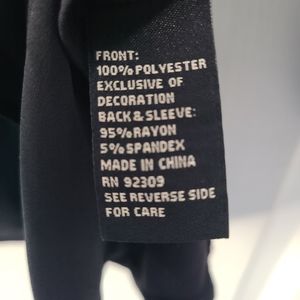 FRONT:
100% POLYESTER
EXCLUSIVE OF
DECORATION
BACK & SLEEVE:
95% RAYON
5% SPANDEX
MADE IN CHINA
RN 92309
SEE REVERSE SIDE
FOR CARE